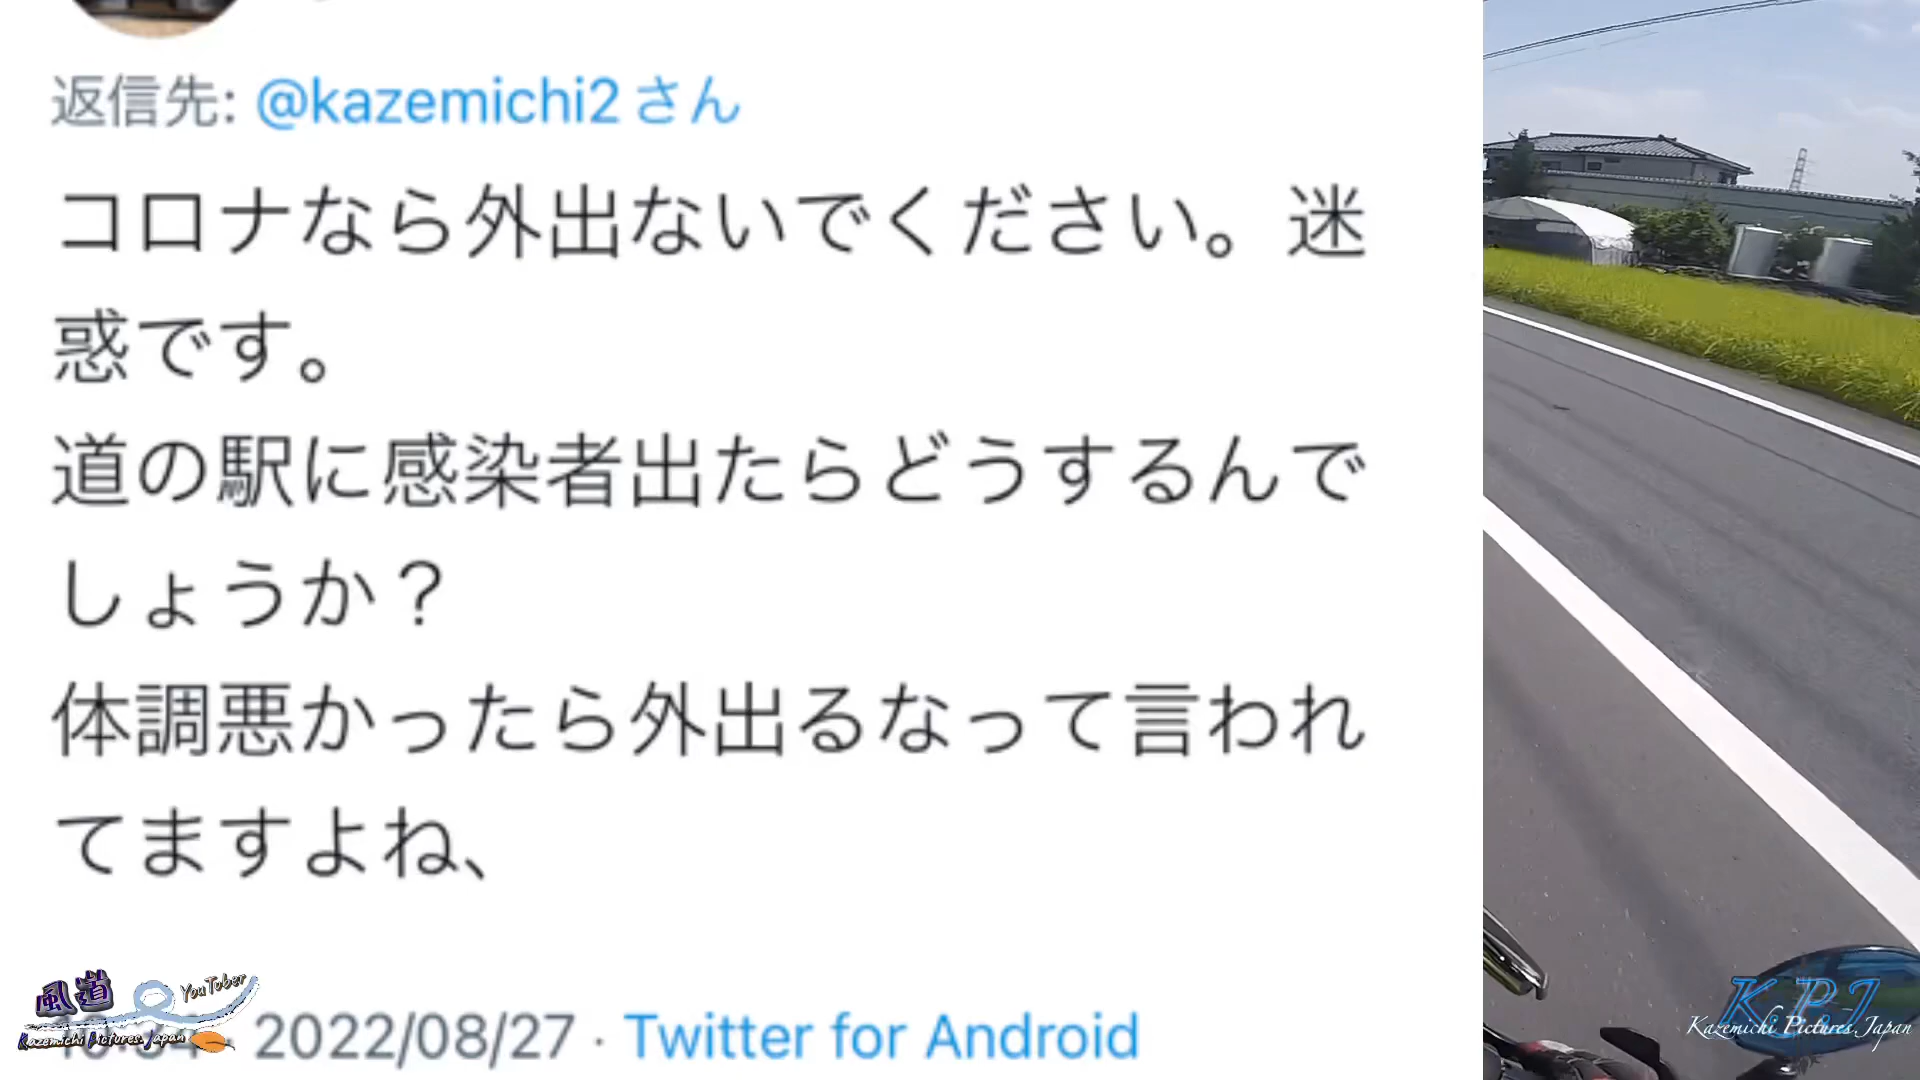 返信先: @kazemichi2さん
コロナなら外出ないでください。迷
惑です。
道の駅に感染者出たらどうするんで
しょうか？
体調悪かったら外出るなって言われ
てますよね、
風道 YouTuber
Kazemichi Pictures Japan
2022/08/27 · Twitter for Android
K.P.J
Kazemichi Pictures Japan